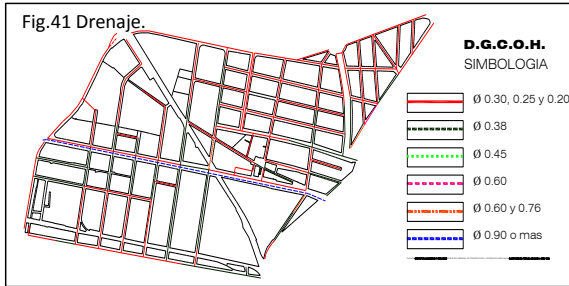 Fig.41 Drenaje.
D.G.C.O.H.
SIMBOLOGIA
Ø 0.30, 0.25 y 0.20
Ø 0.38
Ø 0.45
Ø 0.60
Ø 0.60 y 0.76
Ø 0.90 o mas